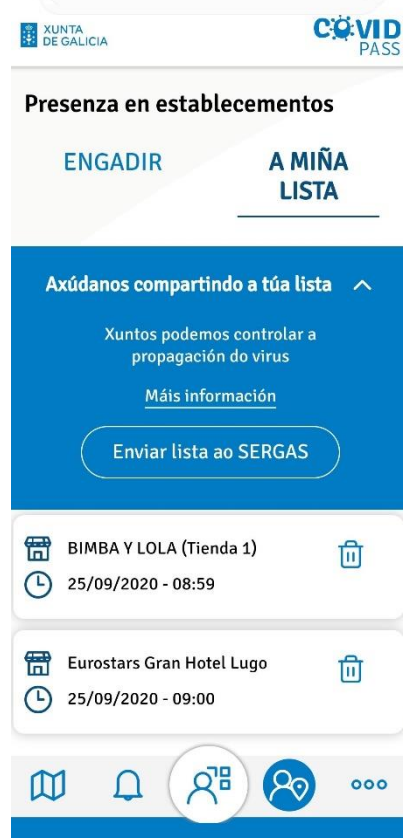 XUNTA
DE GALICIA
COVID
PASS
Presenza en establecementos
ENGADIR
A MIÑA
LISTA
Axúdanos compartindo a túa lista
Xuntos podemos controlar a
propagación do virus
Máis información
Enviar lista ao SERGAS
BIMBA Y LOLA (Tienda 1)
25/09/2020 - 08:59
Eurostars Gran Hotel Lugo
25/09/2020 - 09:00